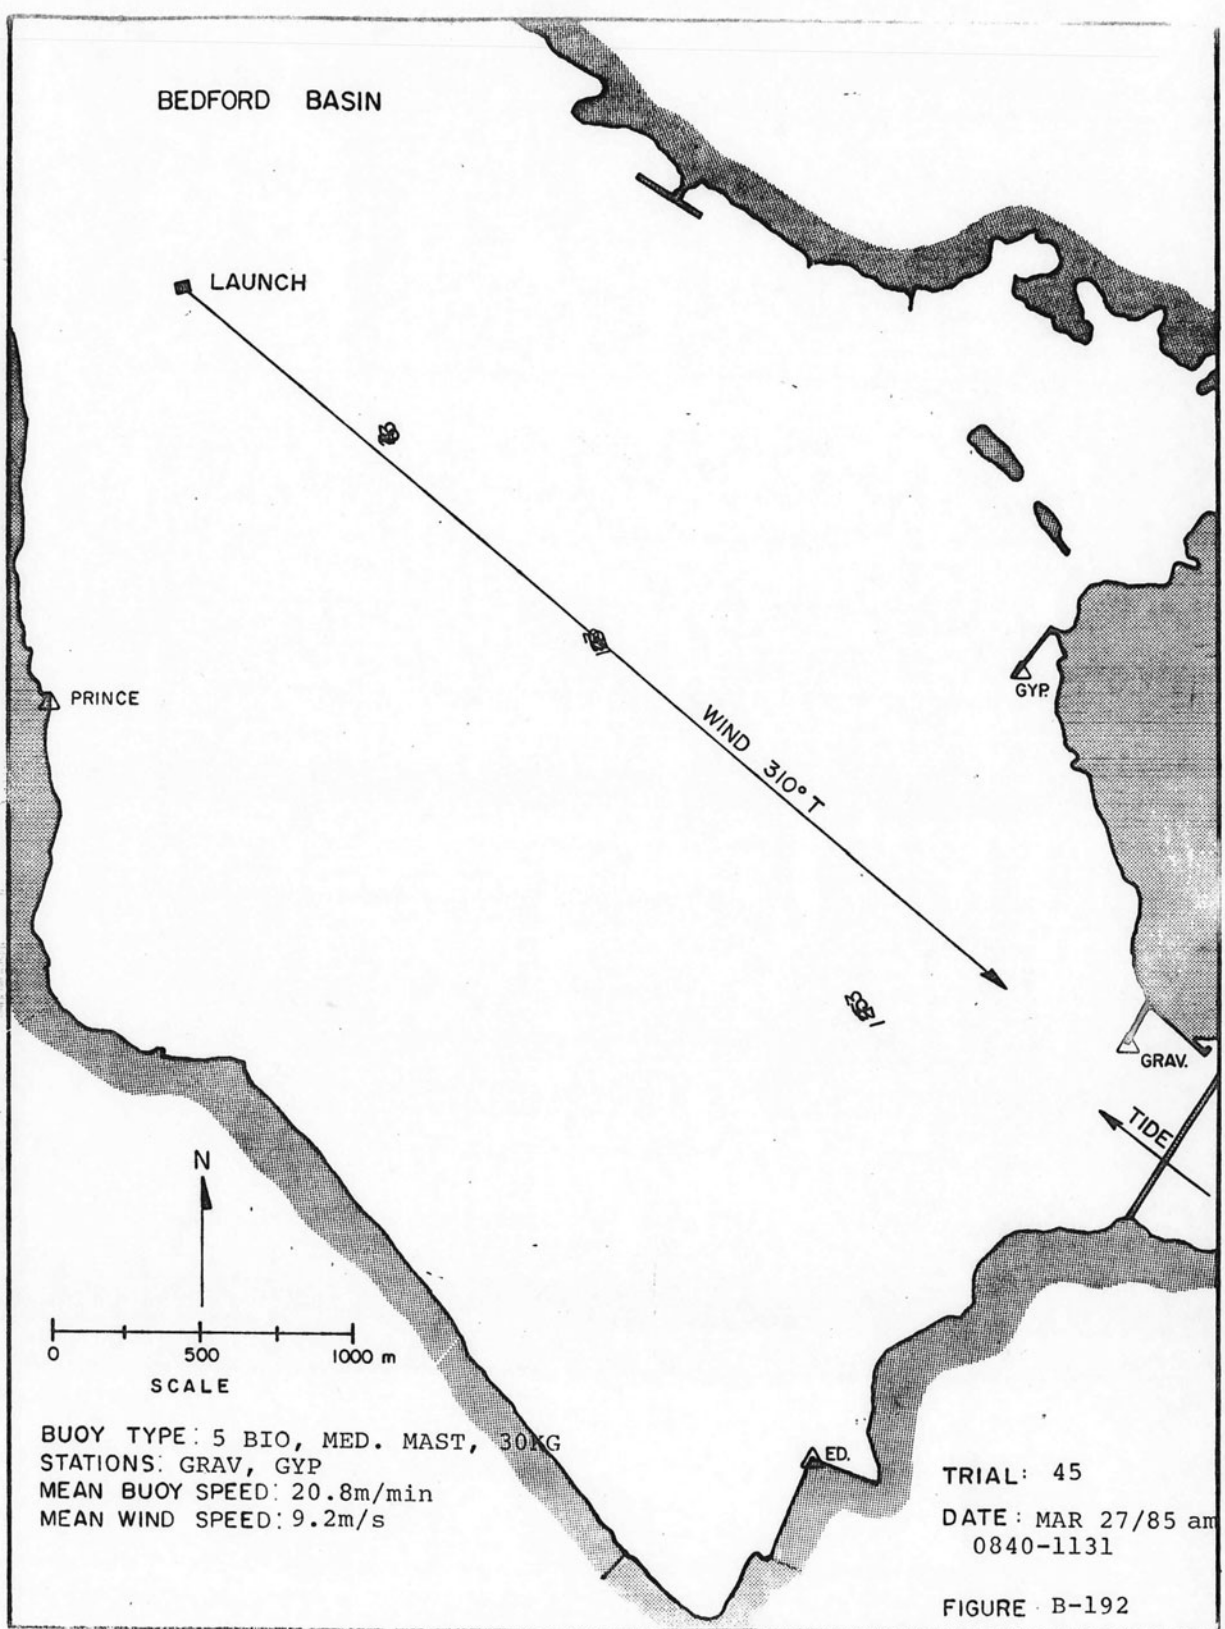 BEDFORD BASIN
LAUNCH
PRINCE
GYP.
WIND 310° T
GRAV.
TIDE
N
0 500 1000 m
SCALE
ED.
BUOY TYPE: 5 BIO, MED. MAST, 30KG
STATIONS: GRAV, GYP
MEAN BUOY SPEED: 20.8m/min
MEAN WIND SPEED: 9.2m/s
TRIAL: 45
DATE: MAR 27/85 am
0840-1131
FIGURE B-192